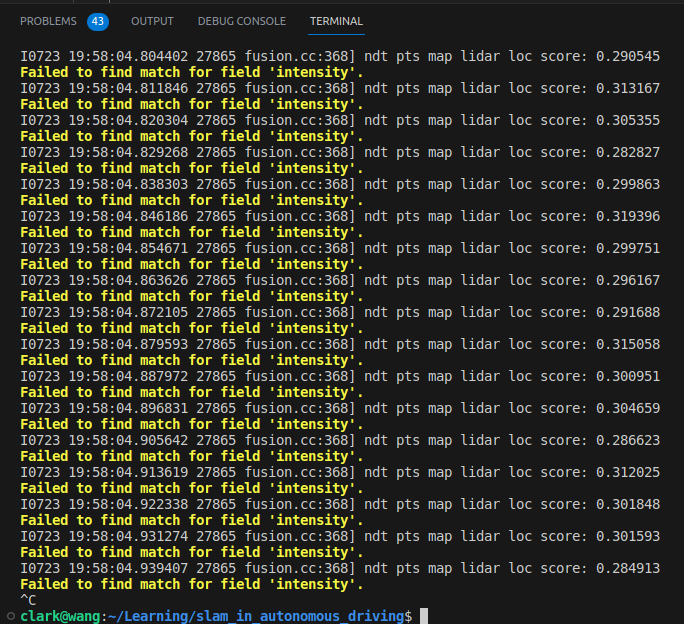 PROBLEMS 43 OUTPUT DEBUG CONSOLE TERMINAL
I0723 19:58:04.804402 27865 fusion.cc:368] ndt pts map lidar loc score: 0.290545
Failed to find match for field 'intensity'.
I0723 19:58:04.811846 27865 fusion.cc:368] ndt pts map lidar loc score: 0.313167
Failed to find match for field 'intensity'.
I0723 19:58:04.820304 27865 fusion.cc:368] ndt pts map lidar loc score: 0.305355
Failed to find match for field 'intensity'.
I0723 19:58:04.829268 27865 fusion.cc:368] ndt pts map lidar loc score: 0.282827
Failed to find match for field 'intensity'.
I0723 19:58:04.838303 27865 fusion.cc:368] ndt pts map lidar loc score: 0.299863
Failed to find match for field 'intensity'.
I0723 19:58:04.846186 27865 fusion.cc:368] ndt pts map lidar loc score: 0.319396
Failed to find match for field 'intensity'.
I0723 19:58:04.854671 27865 fusion.cc:368] ndt pts map lidar loc score: 0.299751
Failed to find match for field 'intensity'.
I0723 19:58:04.863626 27865 fusion.cc:368] ndt pts map lidar loc score: 0.296167
Failed to find match for field 'intensity'.
I0723 19:58:04.872105 27865 fusion.cc:368] ndt pts map lidar loc score: 0.291688
Failed to find match for field 'intensity'.
I0723 19:58:04.879593 27865 fusion.cc:368] ndt pts map lidar loc score: 0.315058
Failed to find match for field 'intensity'.
I0723 19:58:04.887972 27865 fusion.cc:368] ndt pts map lidar loc score: 0.300951
Failed to find match for field 'intensity'.
I0723 19:58:04.896831 27865 fusion.cc:368] ndt pts map lidar loc score: 0.304659
Failed to find match for field 'intensity'.
I0723 19:58:04.905642 27865 fusion.cc:368] ndt pts map lidar loc score: 0.286623
Failed to find match for field 'intensity'.
I0723 19:58:04.913619 27865 fusion.cc:368] ndt pts map lidar loc score: 0.312025
Failed to find match for field 'intensity'.
I0723 19:58:04.922338 27865 fusion.cc:368] ndt pts map lidar loc score: 0.301848
Failed to find match for field 'intensity'.
I0723 19:58:04.931274 27865 fusion.cc:368] ndt pts map lidar loc score: 0.301593
Failed to find match for field 'intensity'.
I0723 19:58:04.939407 27865 fusion.cc:368] ndt pts map lidar loc score: 0.284913
Failed to find match for field 'intensity'.
^C
clark@wang:~/Learning/slam_in_autonomous_driving$